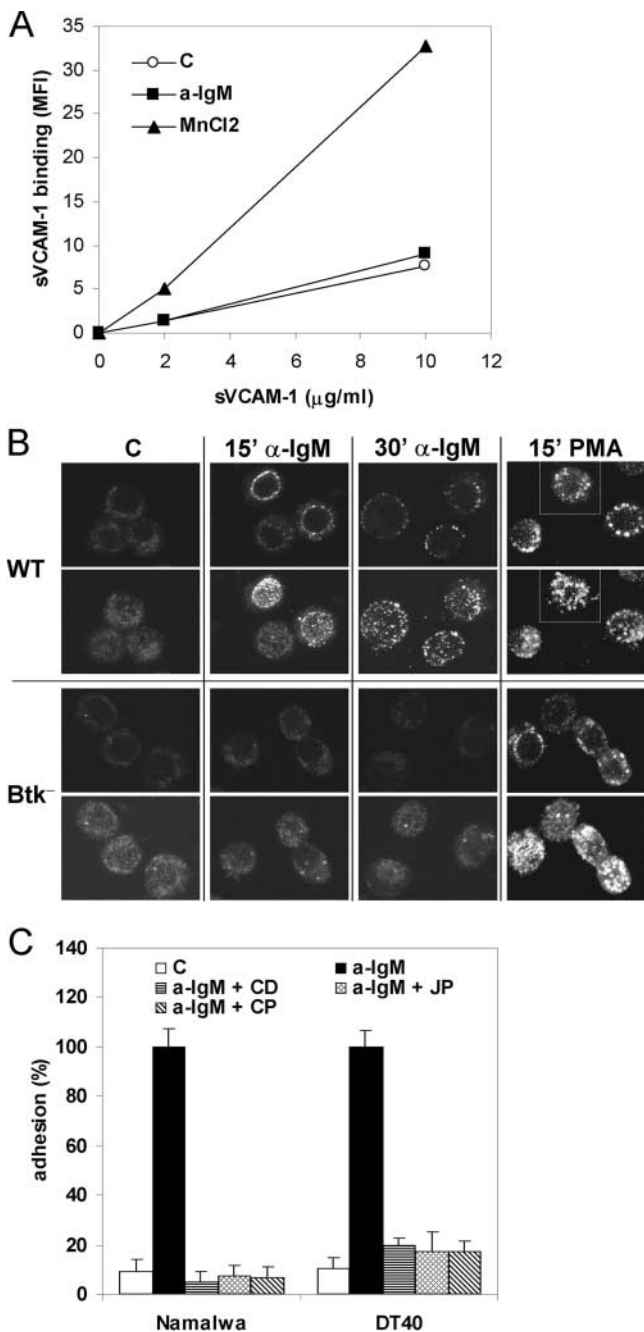 A
35
30
25
20
15
10
5
0
0 2 4 6 8 10 12
C
a-IgM
MnCl2
sVCAM-1 binding (MFI)
sVCAM-1 (μg/ml)
B
C 15' α-IgM 30' α-IgM 15' PMA
WT
Btk⁻
C
140
120
100
80
60
40
20
0
C a-IgM
a-IgM + CD a-IgM + JP
a-IgM + CP
adhesion (%)
Namalwa DT40